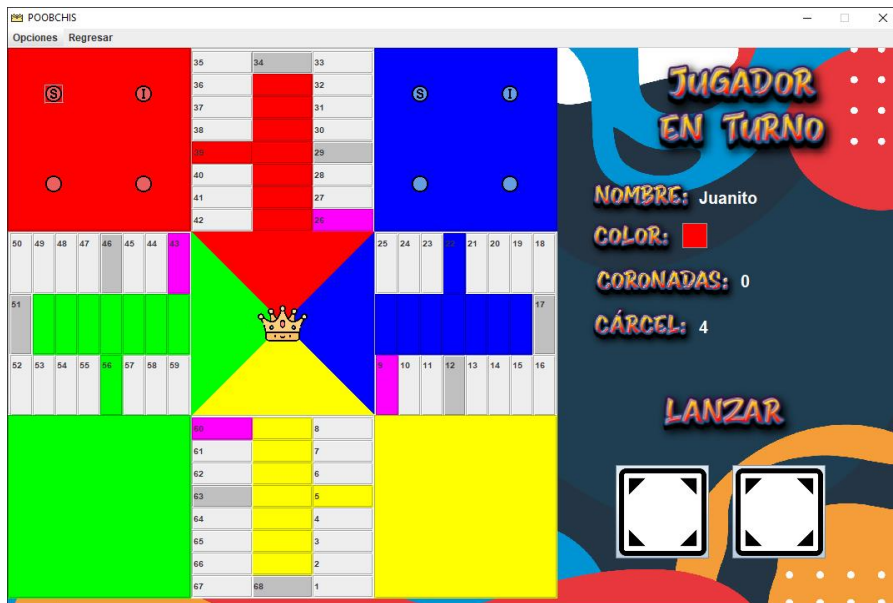 POOBCHIS
Opciones Regresar
35 34 33
36 32
37 31
38 30
39 29
40 28
41 27
42 26
S I
S I
50 49 48 47 46 45 44 43
25 24 23 22 21 20 19 18
51
17
52 53 54 55 56 57 58 59
9 10 11 12 13 14 15 16
60 8
61 7
62 6
63 5
64 4
65 3
66 2
67 68 1
JUGADOR
EN TURNO
NOMBRE: Juanito
COLOR:
CORONADAS: 0
CÁRCEL: 4
LANZAR